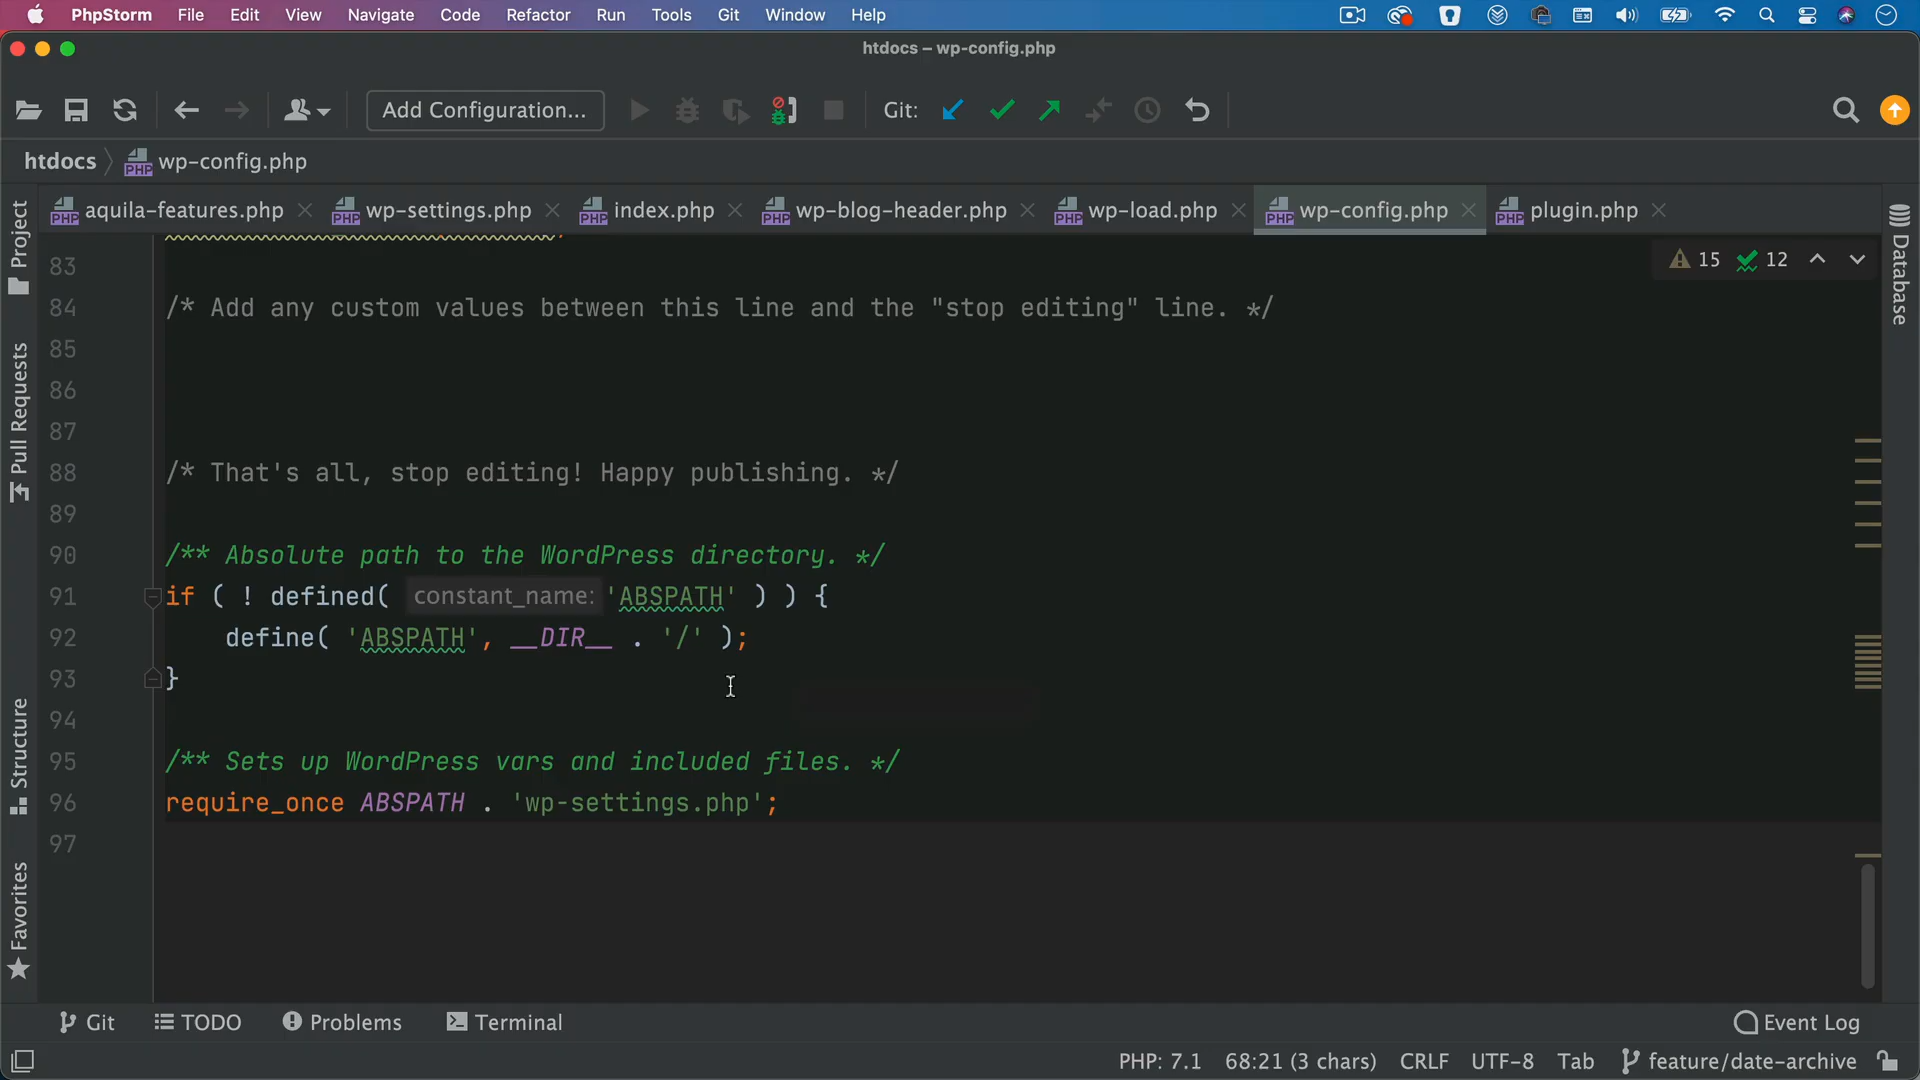 PhpStorm File Edit View Navigate Code Refactor Run Tools Git Window Help
htdocs – wp-config.php
Add Configuration... Git:
htdocs wp-config.php
aquila-features.php wp-settings.php index.php wp-blog-header.php wp-load.php wp-config.php plugin.php
Project
Pull Requests
Structure
Favorites
Database
15 12
83
84 /* Add any custom values between this line and the "stop editing" line. */
85
86
87
88 /* That's all, stop editing! Happy publishing. */
89
90 /** Absolute path to the WordPress directory. */
91 if ( ! defined( constant_name: 'ABSPATH' ) ) {
92 define( 'ABSPATH', __DIR__ . '/' );
93 }
94
95 /** Sets up WordPress vars and included files. */
96 require_once ABSPATH . 'wp-settings.php';
97
Git TODO Problems Terminal Event Log
PHP: 7.1 68:21 (3 chars) CRLF UTF-8 Tab feature/date-archive